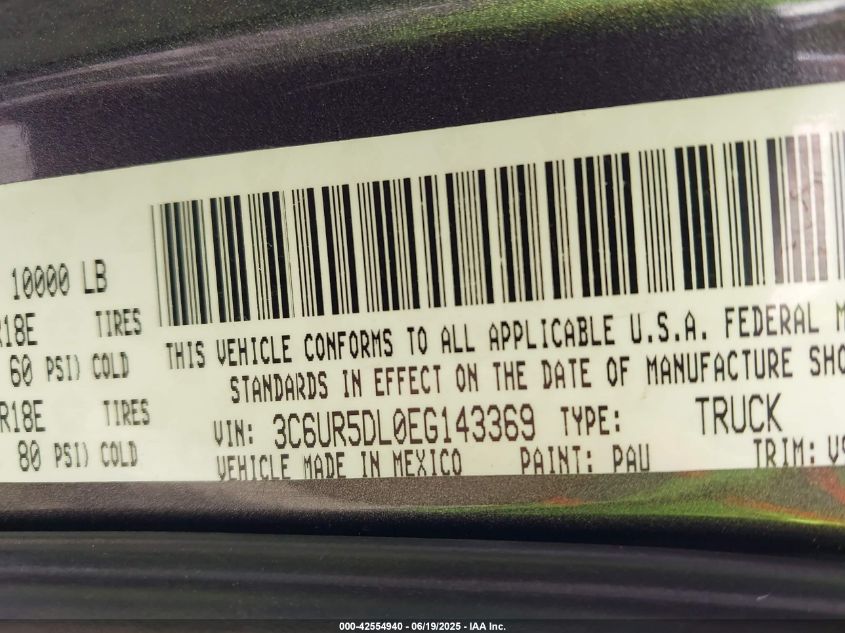 10000 LB
R18E TIRES
60 PSI) COLD
R18E TIRES
80 PSI) COLD
THIS VEHICLE CONFORMS TO ALL APPLICABLE U.S.A. FEDERAL M
STANDARDS IN EFFECT ON THE DATE OF MANUFACTURE SHO
VIN: 3C6UR5DL0EG143369 TYPE: TRUCK
VEHICLE MADE IN MEXICO PAINT: PAU TRIM: V9
000-42554940 - 06/19/2025 - IAA Inc.